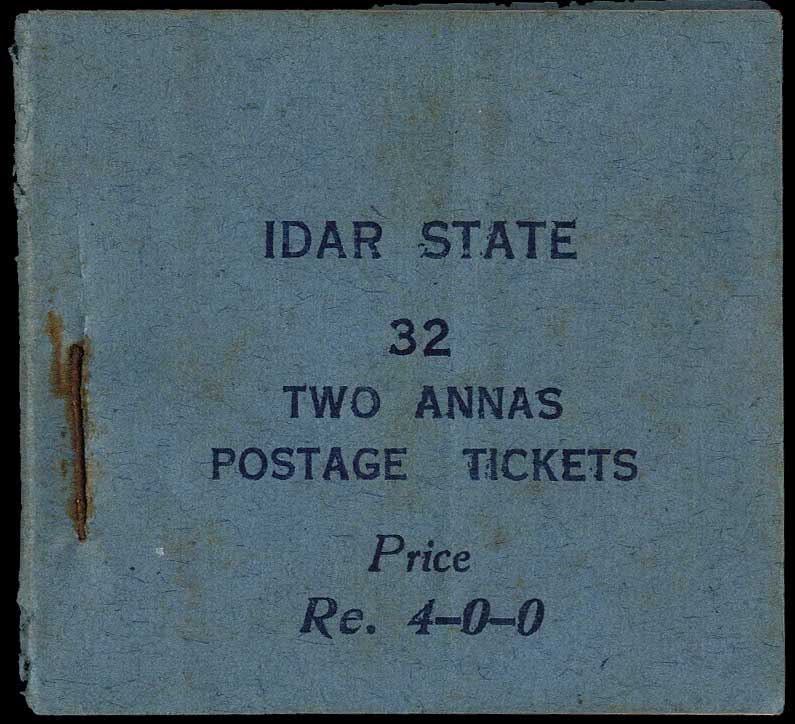 IDAR STATE
32
TWO ANNAS
POSTAGE TICKETS
Price
Re. 4-0-0